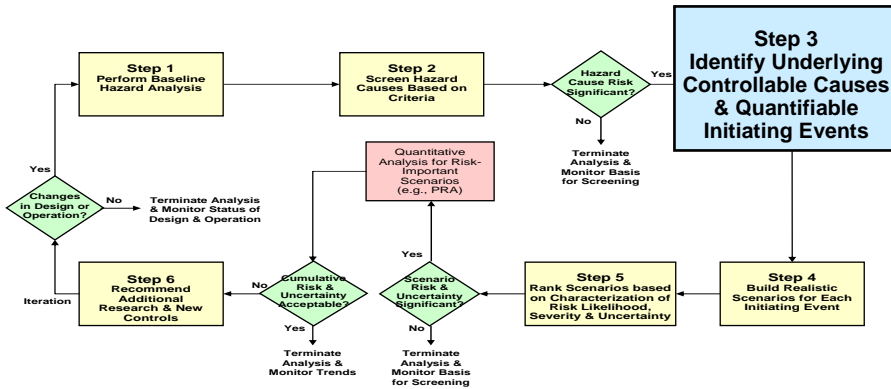 Step 1
Perform Baseline
Hazard Analysis
Step 2
Screen Hazard
Causes Based on
Criteria
Hazard
Cause Risk
Significant?
Yes
No
Terminate
Analysis &
Monitor Basis
for Screening
Step 3
Identify Underlying
Controllable Causes
& Quantifiable
Initiating Events
Step 4
Build Realistic
Scenarios for Each
Initiating Event
Step 5
Rank Scenarios based
on Characterization of
Risk Likelihood,
Severity & Uncertainty
Scenario
Risk &
Uncertainty
Significant?
Yes
No
Terminate
Analysis &
Monitor Basis
for Screening
Quantitative
Analysis for Risk-
Important
Scenarios
(e.g., PRA)
Cumulative
Risk &
Uncertainty
Acceptable?
No
Yes
Terminate
Analysis &
Monitor Trends
Step 6
Recommend
Additional
Research & New
Controls
Iteration
Changes
in Design or
Operation?
Yes
No
Terminate Analysis
& Monitor Status of
Design & Operation